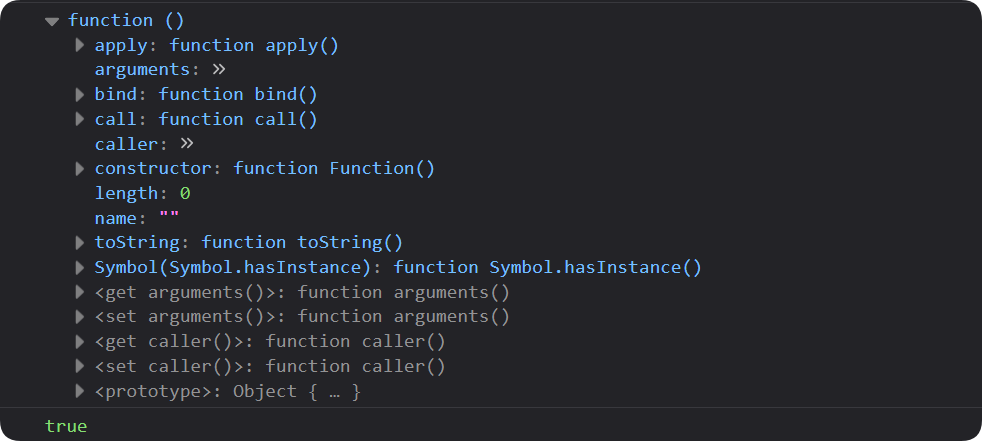 function ()
apply: function apply()
arguments: »
bind: function bind()
call: function call()
caller: »
constructor: function Function()
length: 0
name: ""
toString: function toString()
Symbol(Symbol.hasInstance): function Symbol.hasInstance()
<get arguments()>: function arguments()
<set arguments()>: function arguments()
<get caller()>: function caller()
<set caller()>: function caller()
<prototype>: Object { … }
true